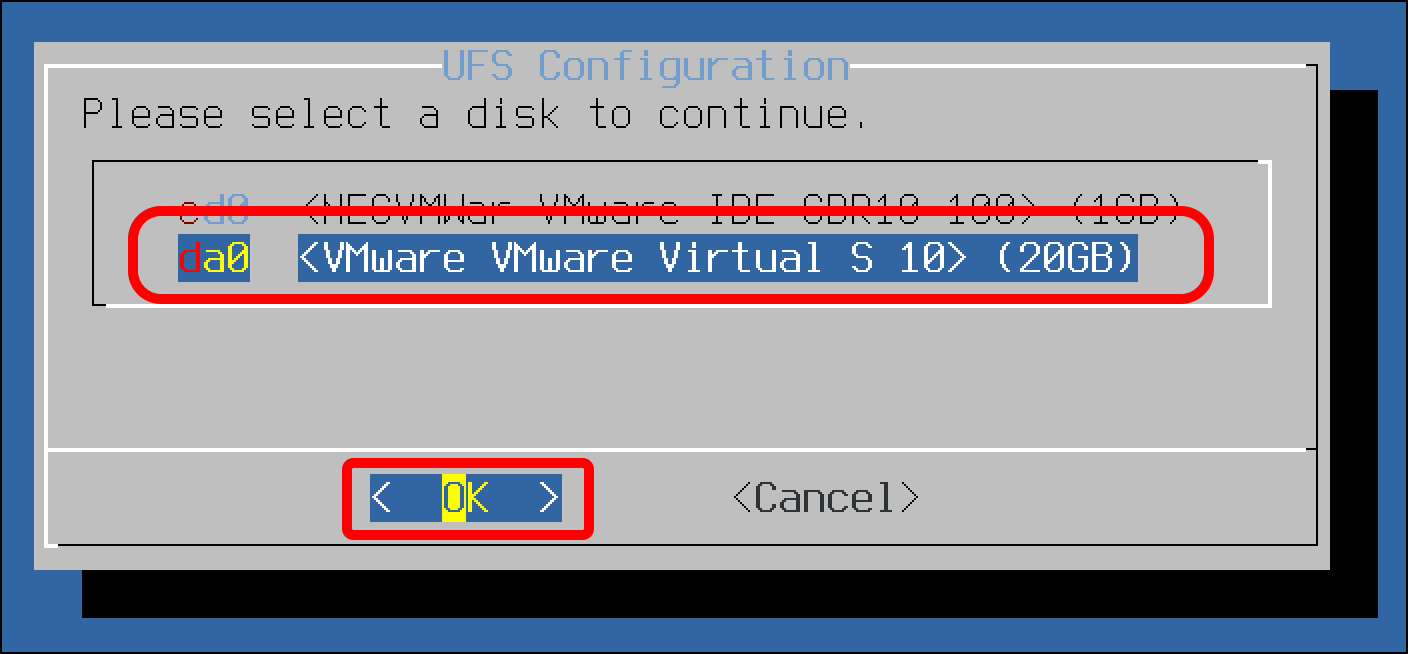 UFS Configuration
Please select a disk to continue.
cd0 <NECVMWar VMware IDE CDR10 100> (1GB)
da0 <VMware VMware Virtual S 10> (20GB)
< OK > <Cancel>